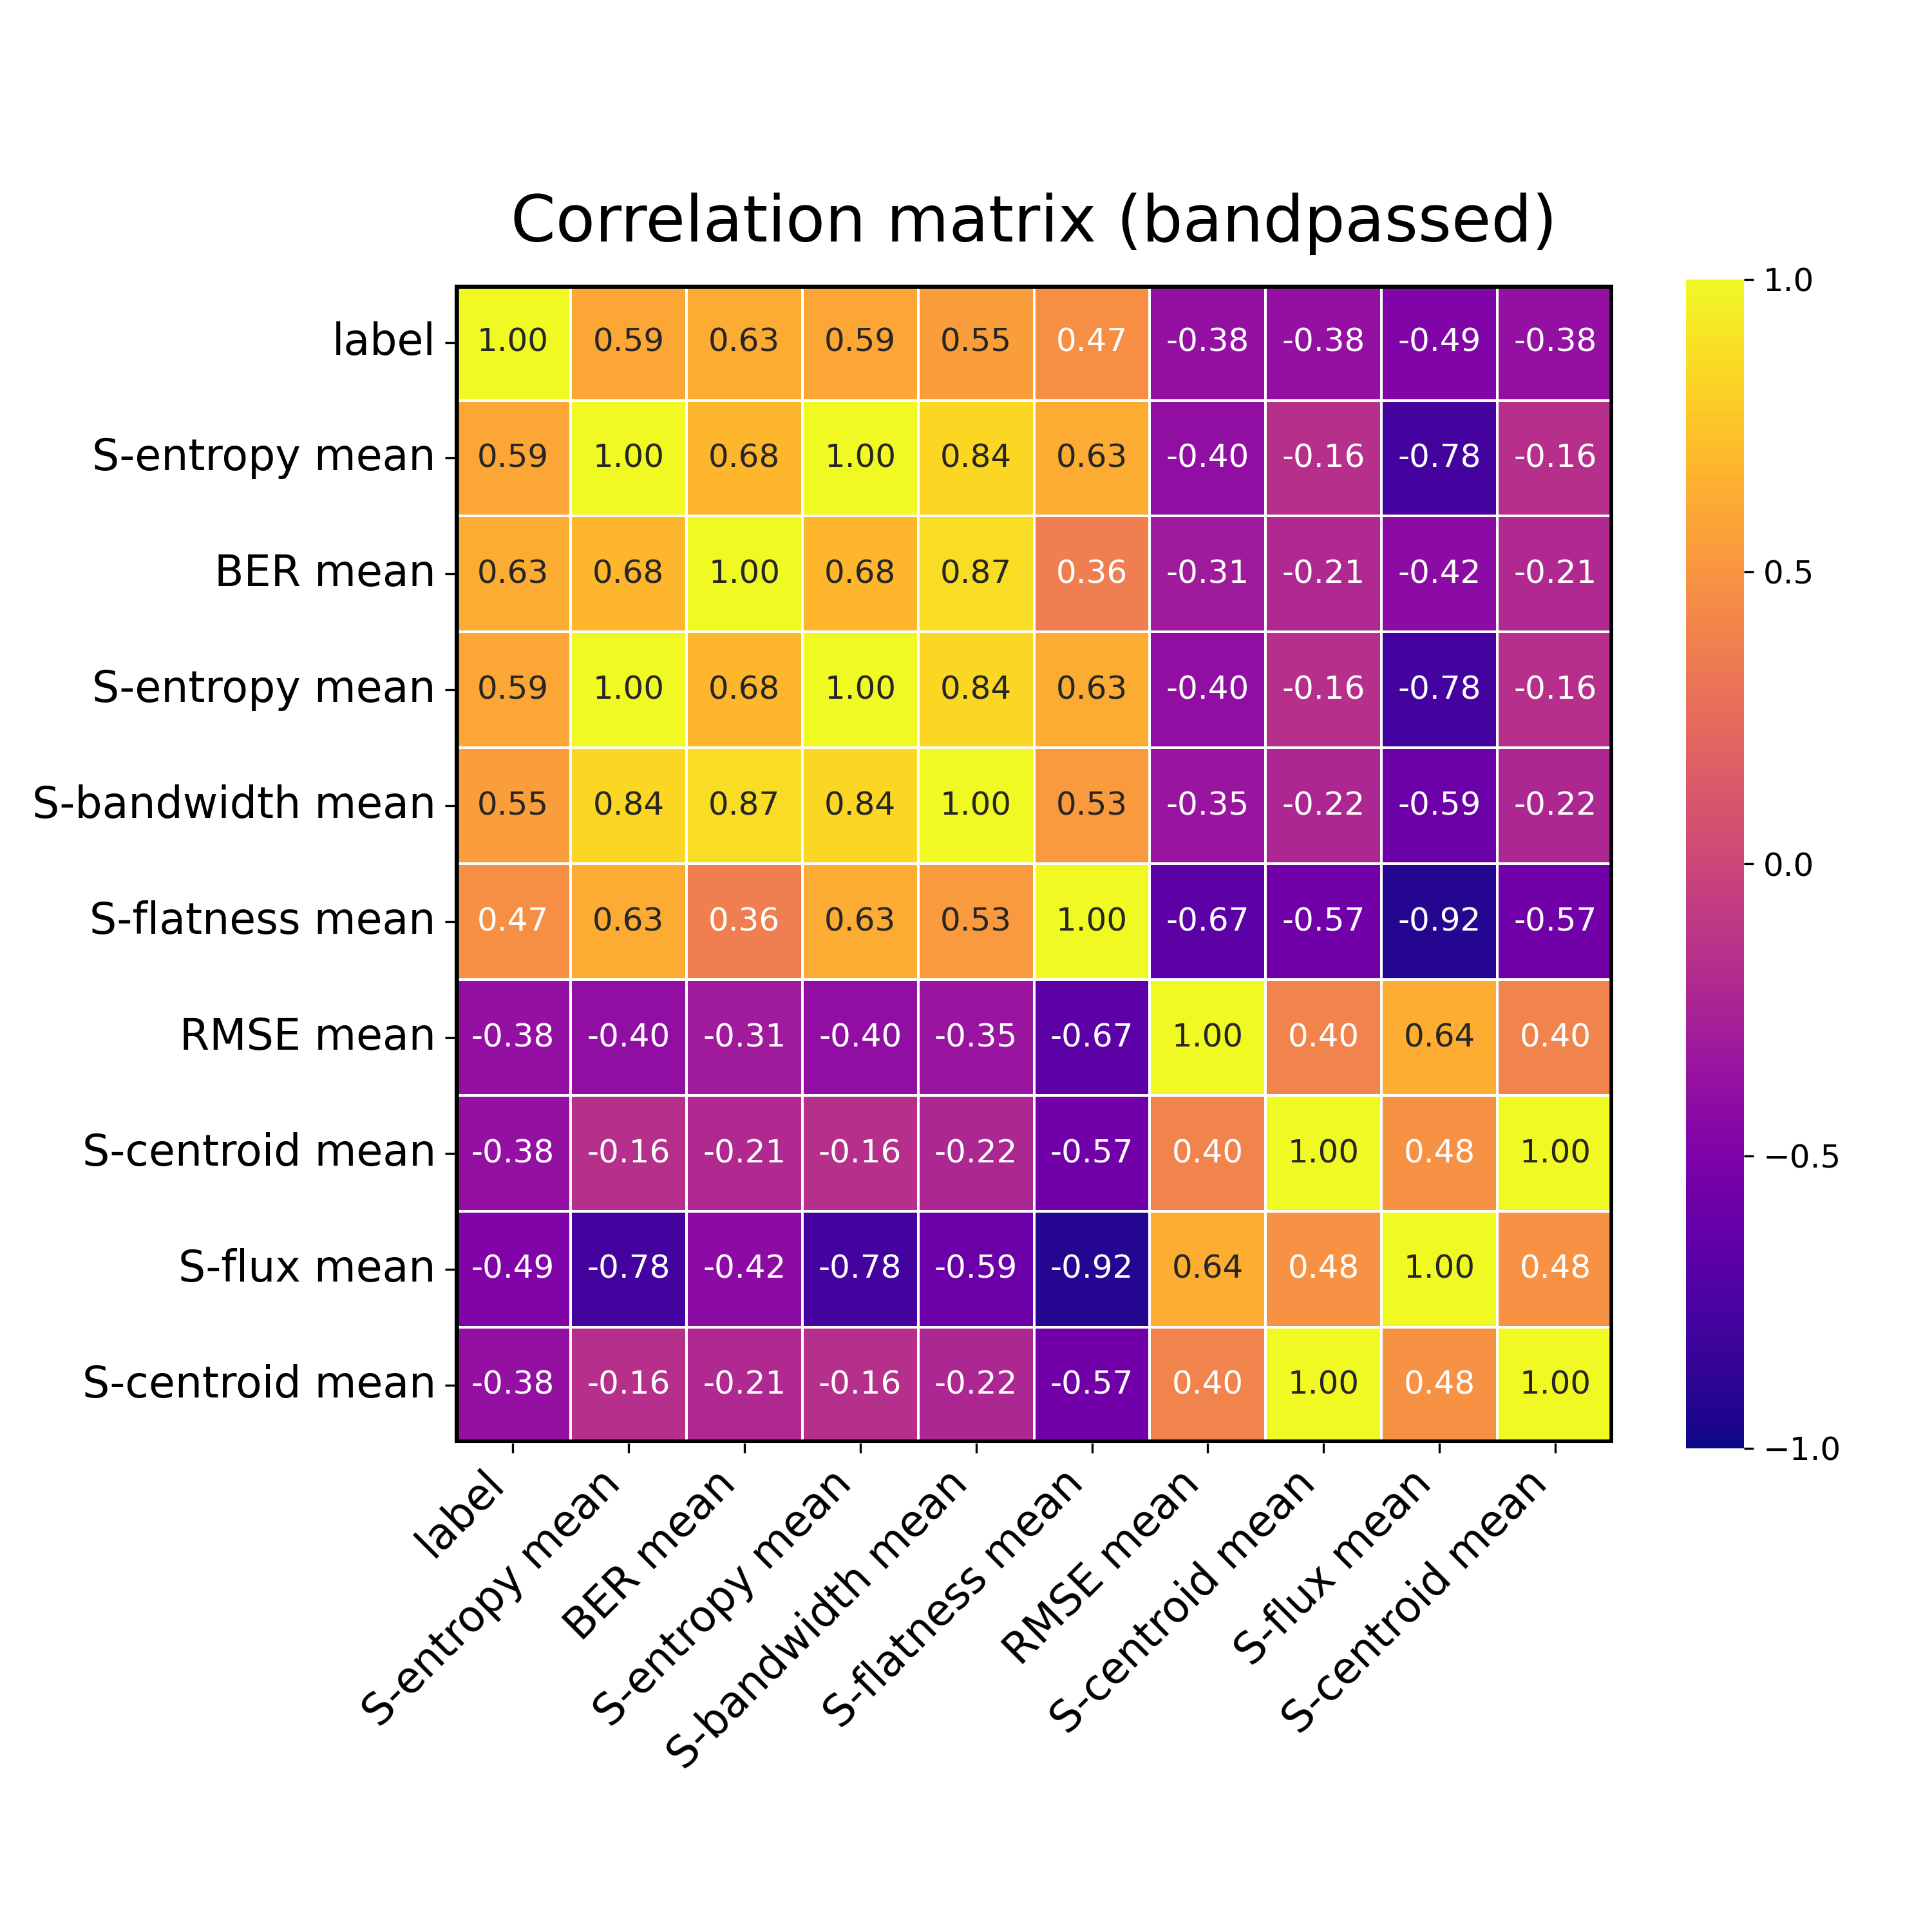 Correlation matrix (bandpassed)
label 1.00 0.59 0.63 0.59 0.55 0.47 -0.38 -0.38 -0.49 -0.38
S-entropy mean 0.59 1.00 0.68 1.00 0.84 0.63 -0.40 -0.16 -0.78 -0.16
BER mean 0.63 0.68 1.00 0.68 0.87 0.36 -0.31 -0.21 -0.42 -0.21
S-entropy mean 0.59 1.00 0.68 1.00 0.84 0.63 -0.40 -0.16 -0.78 -0.16
S-bandwidth mean 0.55 0.84 0.87 0.84 1.00 0.53 -0.35 -0.22 -0.59 -0.22
S-flatness mean 0.47 0.63 0.36 0.63 0.53 1.00 -0.67 -0.57 -0.92 -0.57
RMSE mean -0.38 -0.40 -0.31 -0.40 -0.35 -0.67 1.00 0.40 0.64 0.40
S-centroid mean -0.38 -0.16 -0.21 -0.16 -0.22 -0.57 0.40 1.00 0.48 1.00
S-flux mean -0.49 -0.78 -0.42 -0.78 -0.59 -0.92 0.64 0.48 1.00 0.48
S-centroid mean -0.38 -0.16 -0.21 -0.16 -0.22 -0.57 0.40 1.00 0.48 1.00
label
S-entropy mean
BER mean
S-entropy mean
S-bandwidth mean
S-flatness mean
RMSE mean
S-centroid mean
S-flux mean
S-centroid mean
1.0
0.5
0.0
−0.5
−1.0